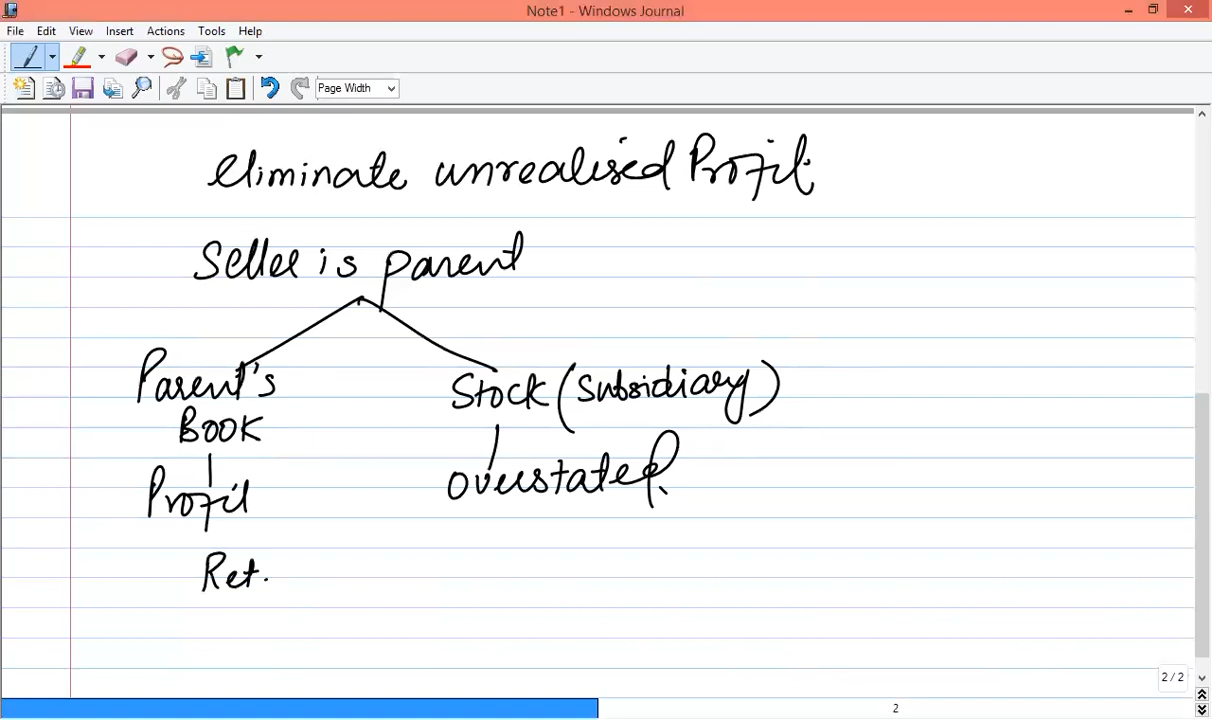 Note1 - Windows Journal
File Edit View Insert Actions Tools Help
Page Width
eliminate unrealised Profit
Seller is parent
Parent's
BOOK
Stock (Subsidiary)
Profit
overstated
Ret.
2 / 2
2